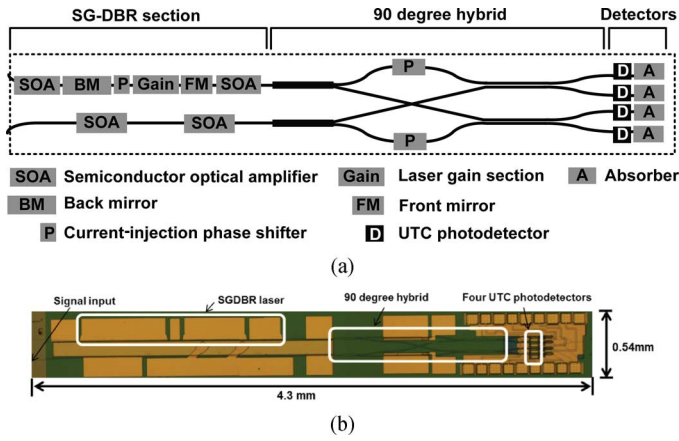 SG-DBR section 90 degree hybrid Detectors
P
SOA BM P Gain FM SOA D A
D A
SOA SOA D A
P D A
SOA Semiconductor optical amplifier Gain Laser gain section A Absorber
BM Back mirror FM Front mirror
P Current-injection phase shifter D UTC photodetector
(a)
Signal input SGDBR laser 90 degree hybrid Four UTC photodetectors
0.54mm
4.3 mm
(b)